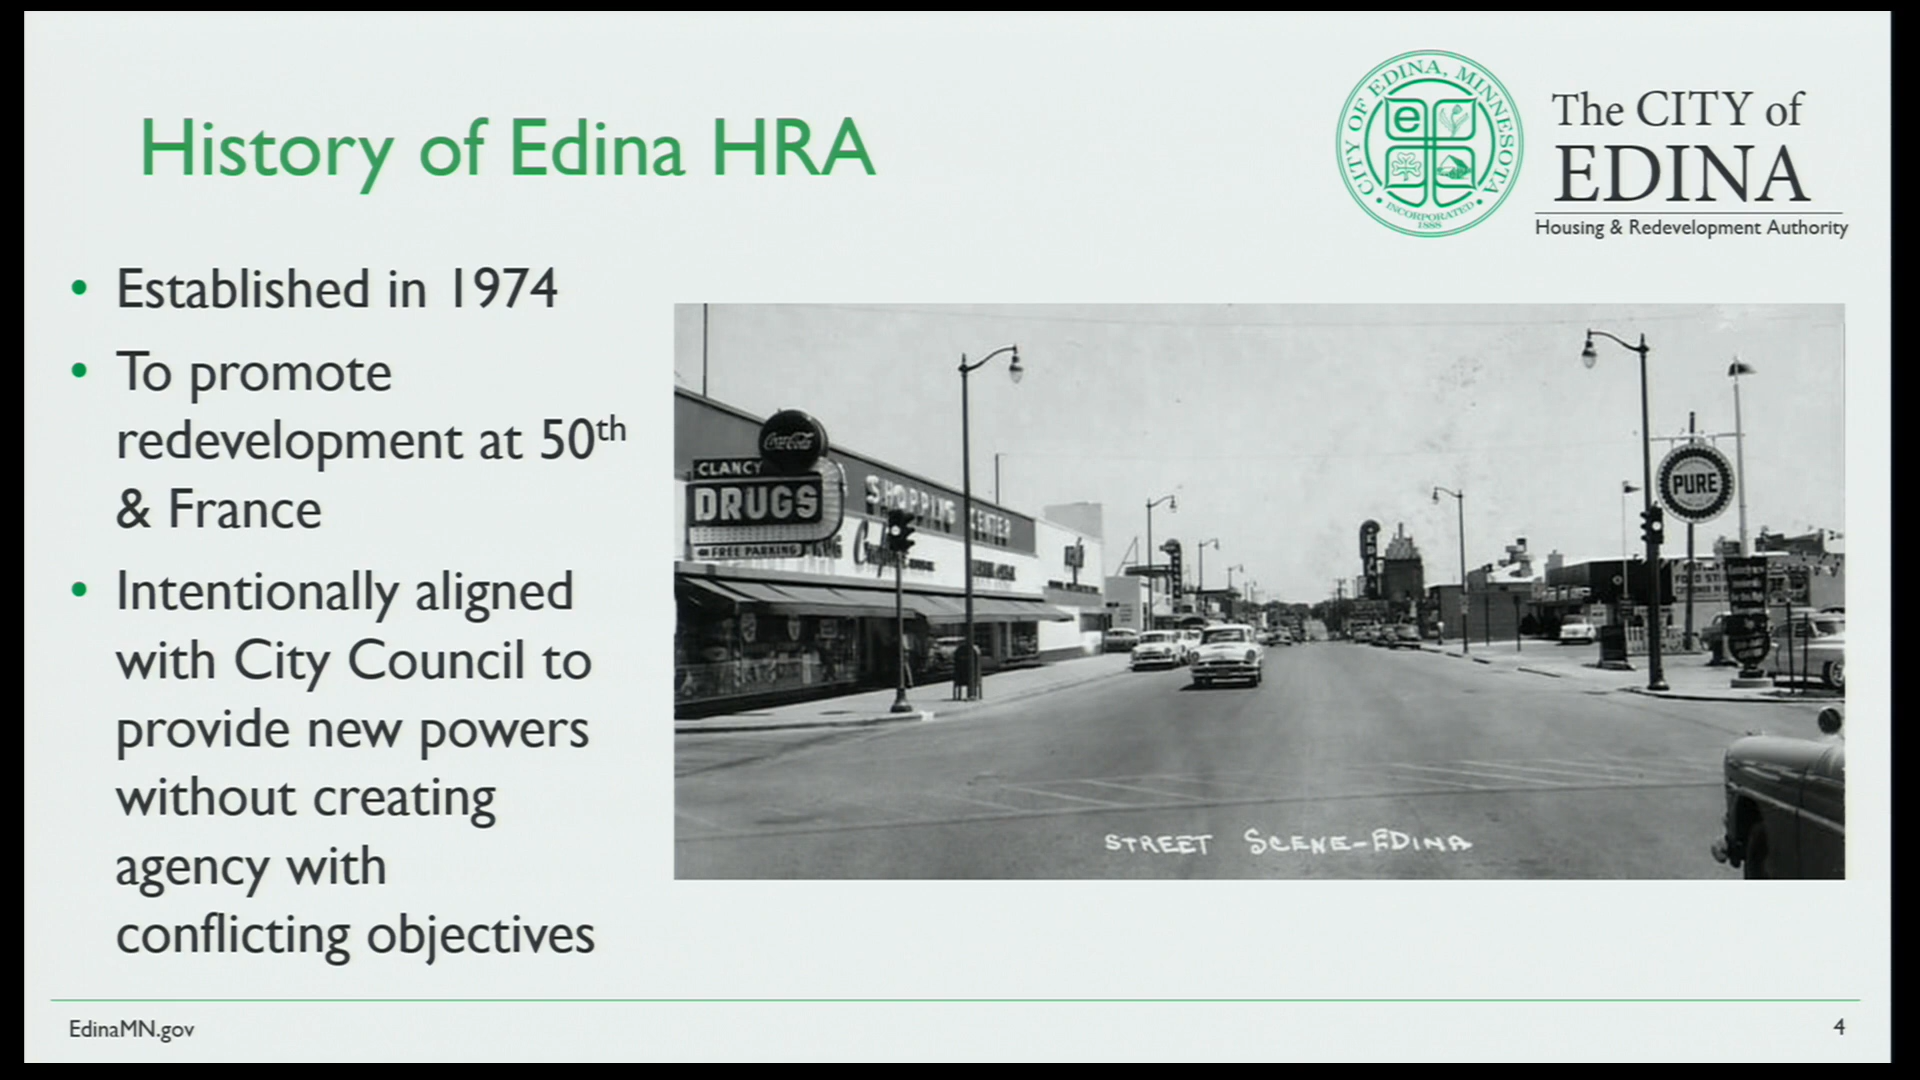 History of Edina HRA
CITY OF EDINA, MINNESOTA
e
INCORPORATED
1888
The CITY of
EDINA
Housing & Redevelopment Authority
• Established in 1974
• To promote
redevelopment at 50th
& France
• Intentionally aligned
with City Council to
provide new powers
without creating
agency with
conflicting objectives
Coca-Cola
CLANCY
DRUGS
FREE PARKING
SHOPPING CENTER
EDINA
PURE
STREET SCENE-EDINA
EdinaMN.gov
4